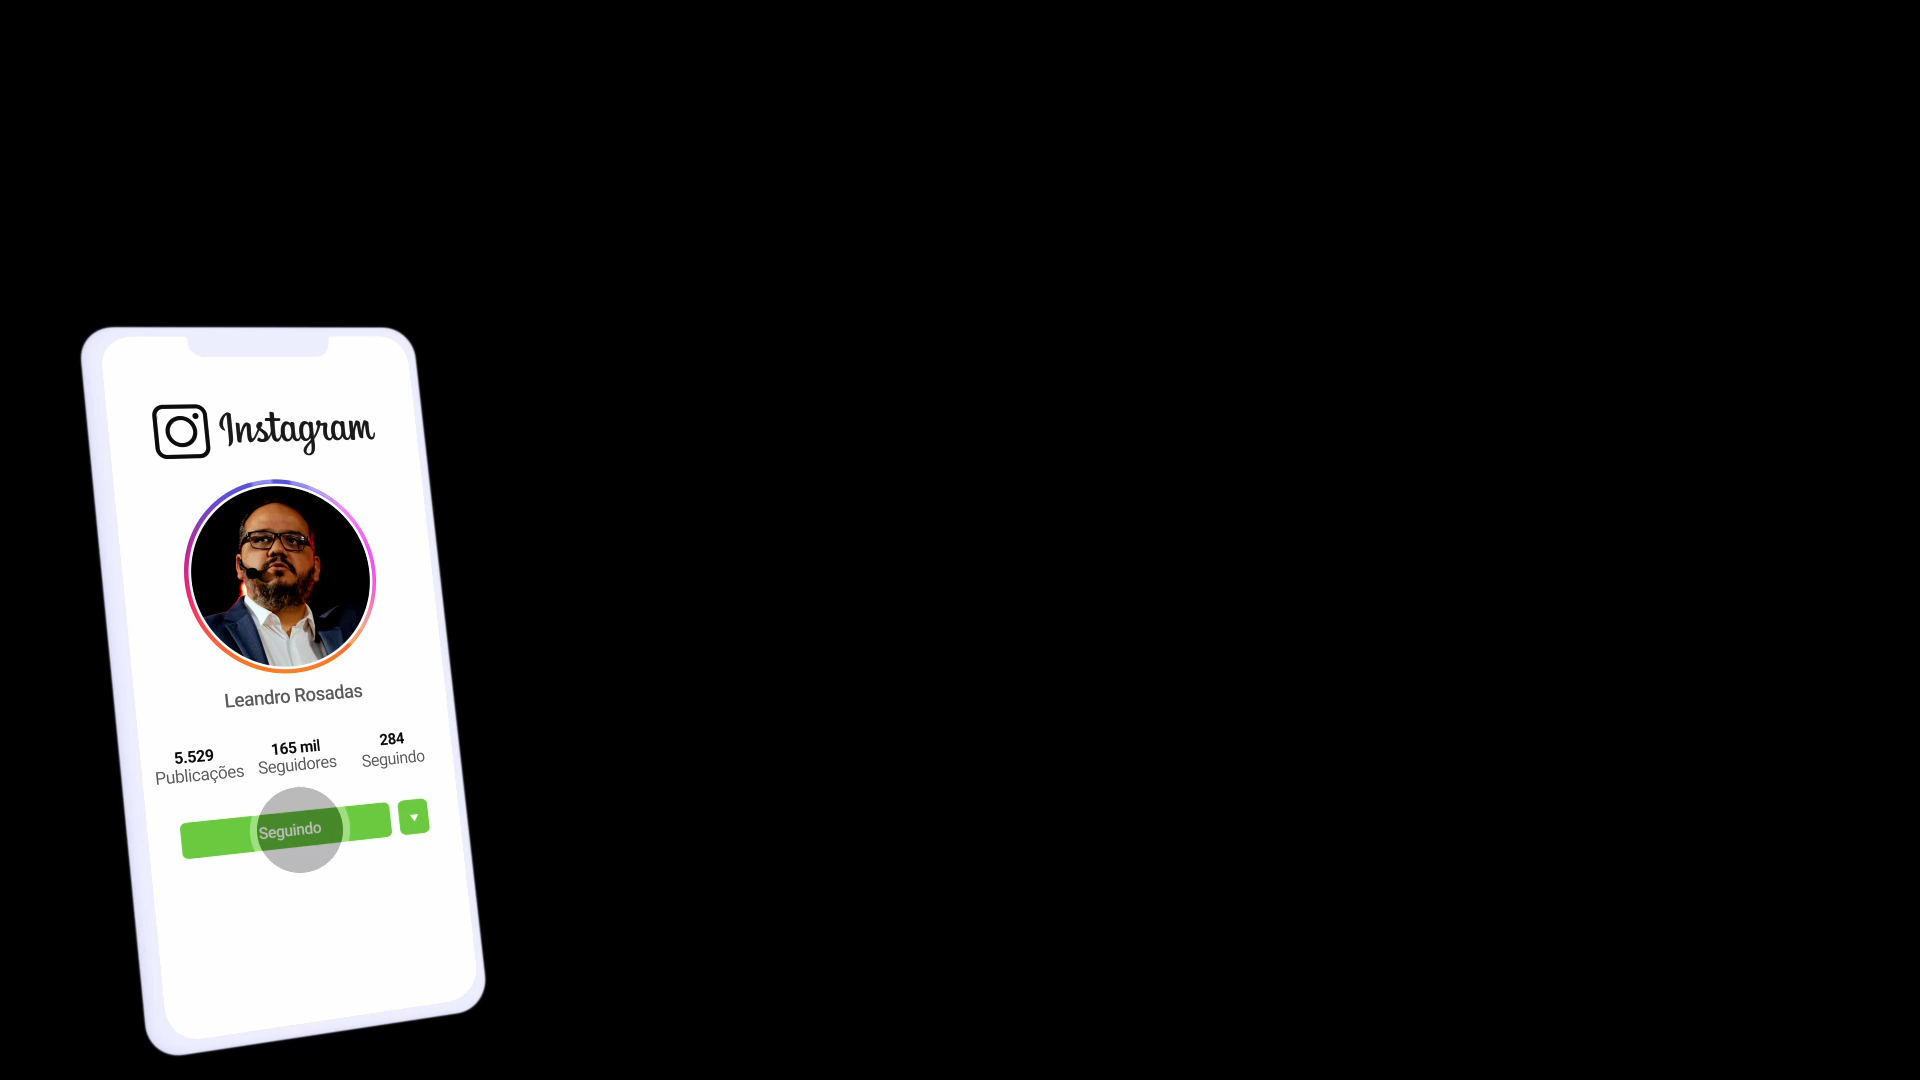 Instagram
Leandro Rosadas
5.529 165 mil 284
Publicações Seguidores Seguindo
Seguindo